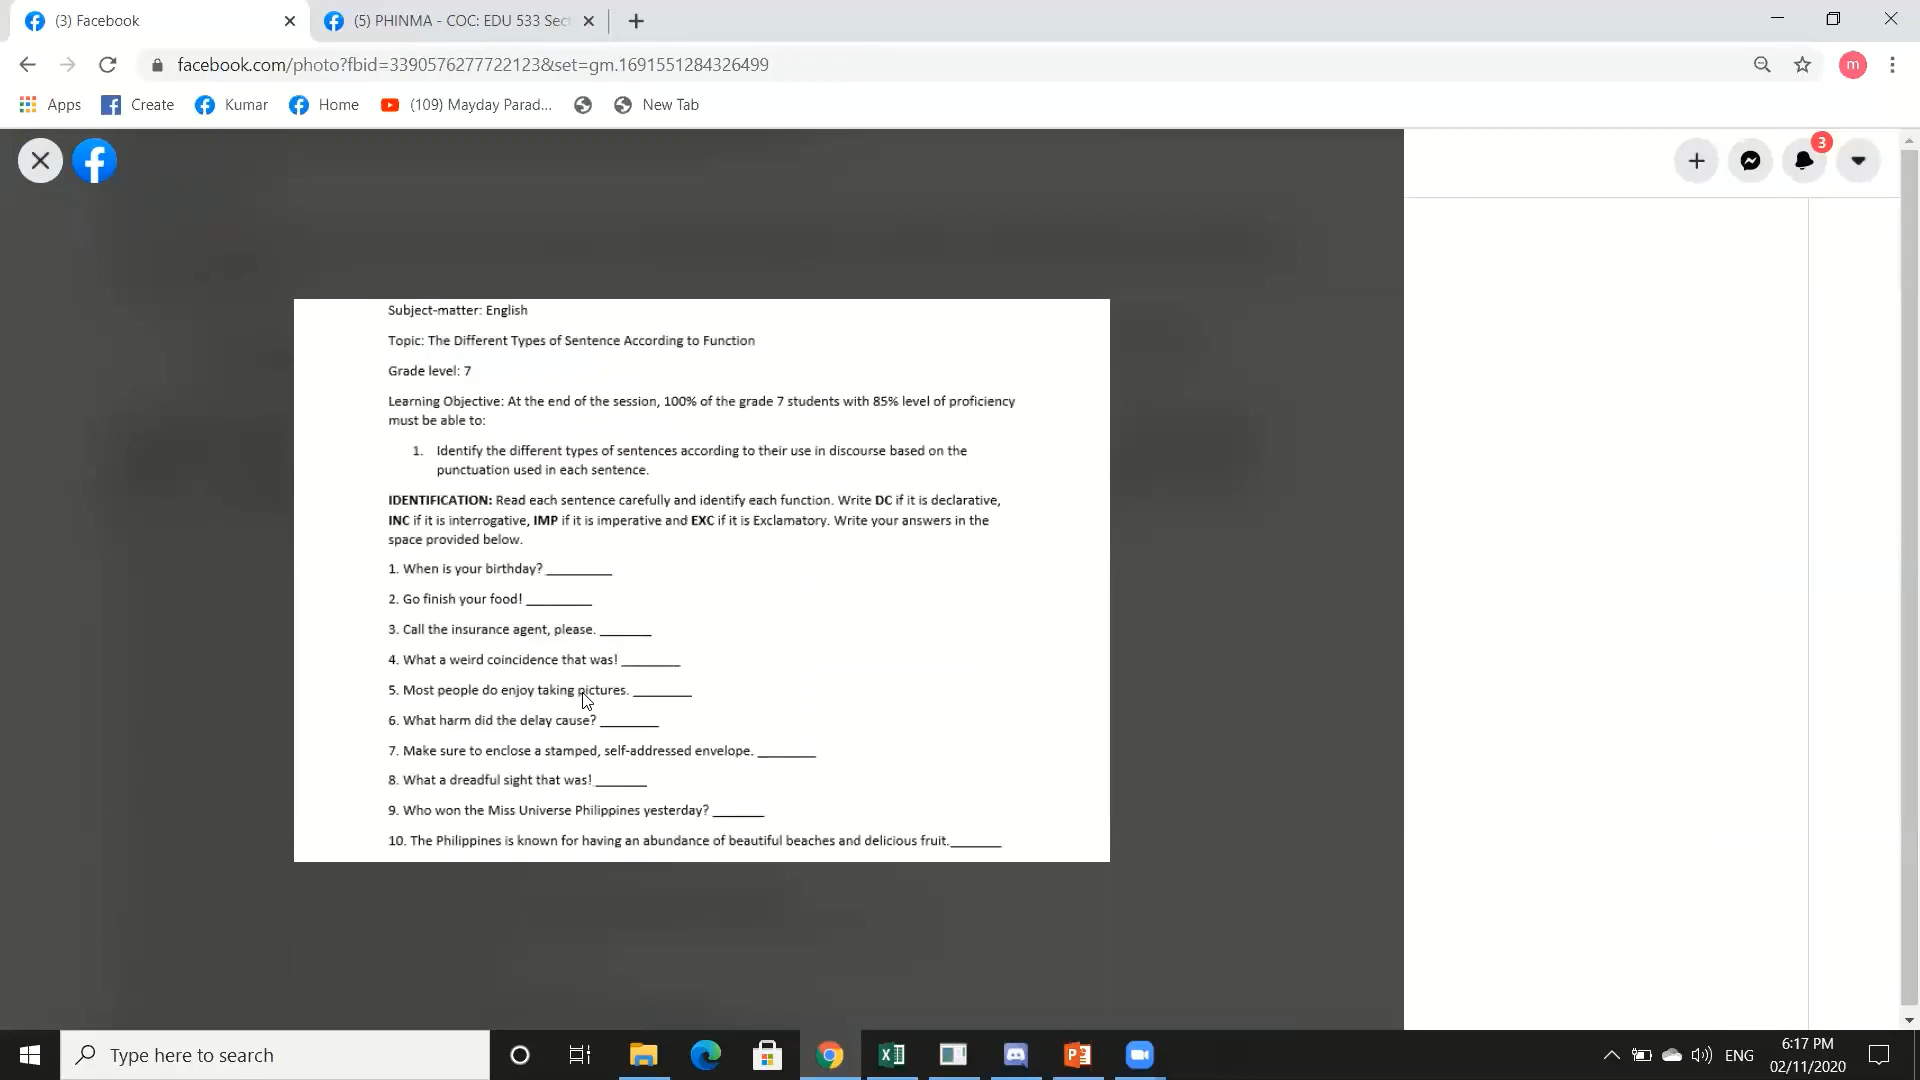 (3) Facebook
(5) PHINMA - COC: EDU 533 Sect
facebook.com/photo?fbid=3390576277722123&set=gm.1691551284326499
m
Apps
Create
Kumar
Home
(109) Mayday Parad...
New Tab
3
Subject-matter: English
Topic: The Different Types of Sentence According to Function
Grade level: 7
Learning Objective: At the end of the session, 100% of the grade 7 students with 85% level of proficiency
must be able to:
1. Identify the different types of sentences according to their use in discourse based on the
punctuation used in each sentence.
IDENTIFICATION: Read each sentence carefully and identify each function. Write DC if it is declarative,
INC if it is interrogative, IMP if it is imperative and EXC if it is Exclamatory. Write your answers in the
space provided below.
1. When is your birthday? _________
2. Go finish your food! _________
3. Call the insurance agent, please. _______
4. What a weird coincidence that was! ________
5. Most people do enjoy taking pictures. ________
6. What harm did the delay cause? ________
7. Make sure to enclose a stamped, self-addressed envelope. ________
8. What a dreadful sight that was! _______
9. Who won the Miss Universe Philippines yesterday? _______
10. The Philippines is known for having an abundance of beautiful beaches and delicious fruit._______
Type here to search
ENG
6:17 PM
02/11/2020